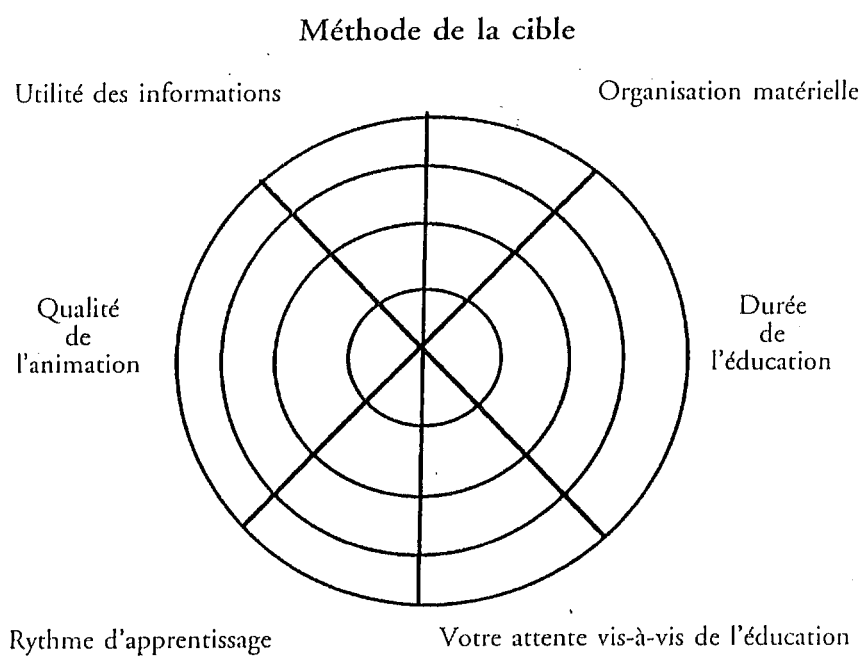 Méthode de la cible
Utilité des informations
Organisation matérielle
Qualité
de
l'animation
Durée
de
l'éducation
Rythme d'apprentissage
Votre attente vis-à-vis de l'éducation